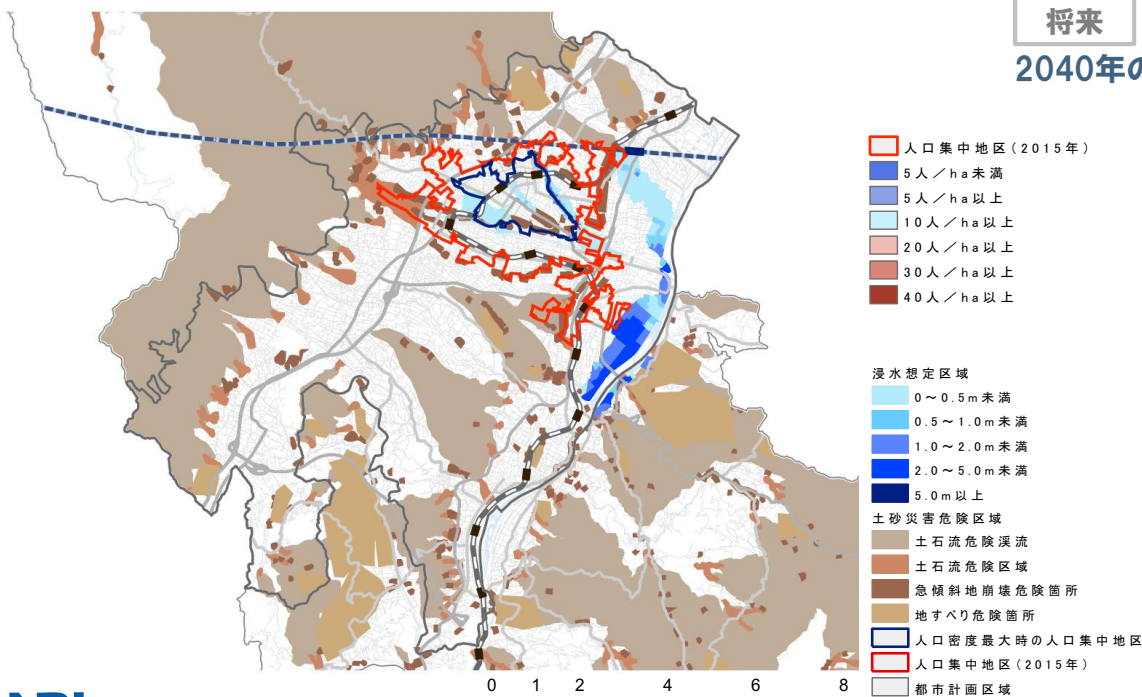 将来
2040年の
人口集中地区(2015年)
5人/ha未満
5人/ha以上
10人/ha以上
20人/ha以上
30人/ha以上
40人/ha以上
浸水想定区域
0～0.5m未満
0.5～1.0m未満
1.0～2.0m未満
2.0～5.0m未満
5.0m以上
土砂災害危険区域
土石流危険渓流
土石流危険区域
急傾斜地崩壊危険箇所
地すべり危険箇所
人口密度最大時の人口集中地区
人口集中地区(2015年)
都市計画区域
0 1 2 4 6 8